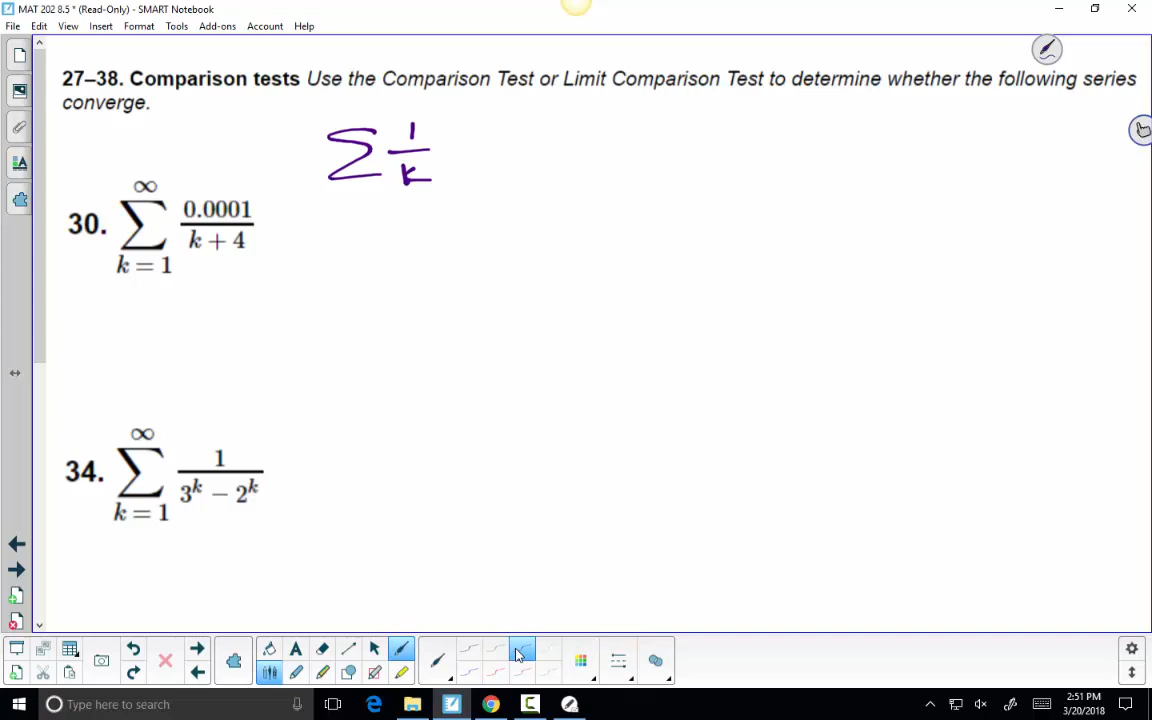 MAT 202 8.5 * (Read-Only) - SMART Notebook
File Edit View Insert Format Tools Add-ons Account Help
27–38. Comparison tests Use the Comparison Test or Limit Comparison Test to determine whether the following series
converge.
∑ 1/k
30. ∑_{k = 1}^{∞} 0.0001/(k + 4)
34. ∑_{k = 1}^{∞} 1/(3^k − 2^k)
Type here to search
2:51 PM
3/20/2018